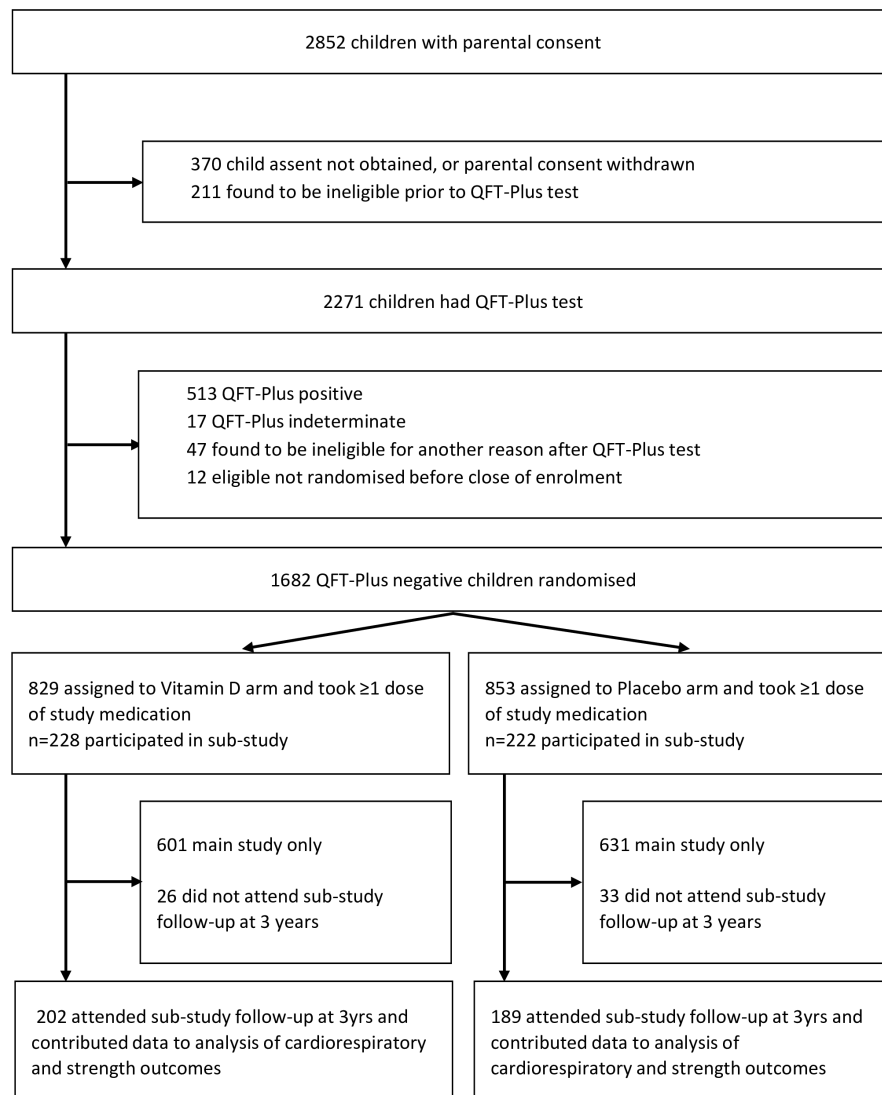 2852 children with parental consent
370 child assent not obtained, or parental consent withdrawn
211 found to be ineligible prior to QFT-Plus test
2271 children had QFT-Plus test
513 QFT-Plus positive
17 QFT-Plus indeterminate
47 found to be ineligible for another reason after QFT-Plus test
12 eligible not randomised before close of enrolment
1682 QFT-Plus negative children randomised
829 assigned to Vitamin D arm and took ≥1 dose
of study medication
n=228 participated in sub-study
853 assigned to Placebo arm and took ≥1 dose
of study medication
n=222 participated in sub-study
601 main study only
26 did not attend sub-study
follow-up at 3 years
631 main study only
33 did not attend sub-study
follow-up at 3 years
202 attended sub-study follow-up at 3yrs and
contributed data to analysis of cardiorespiratory
and strength outcomes
189 attended sub-study follow-up at 3yrs and
contributed data to analysis of
cardiorespiratory and strength outcomes